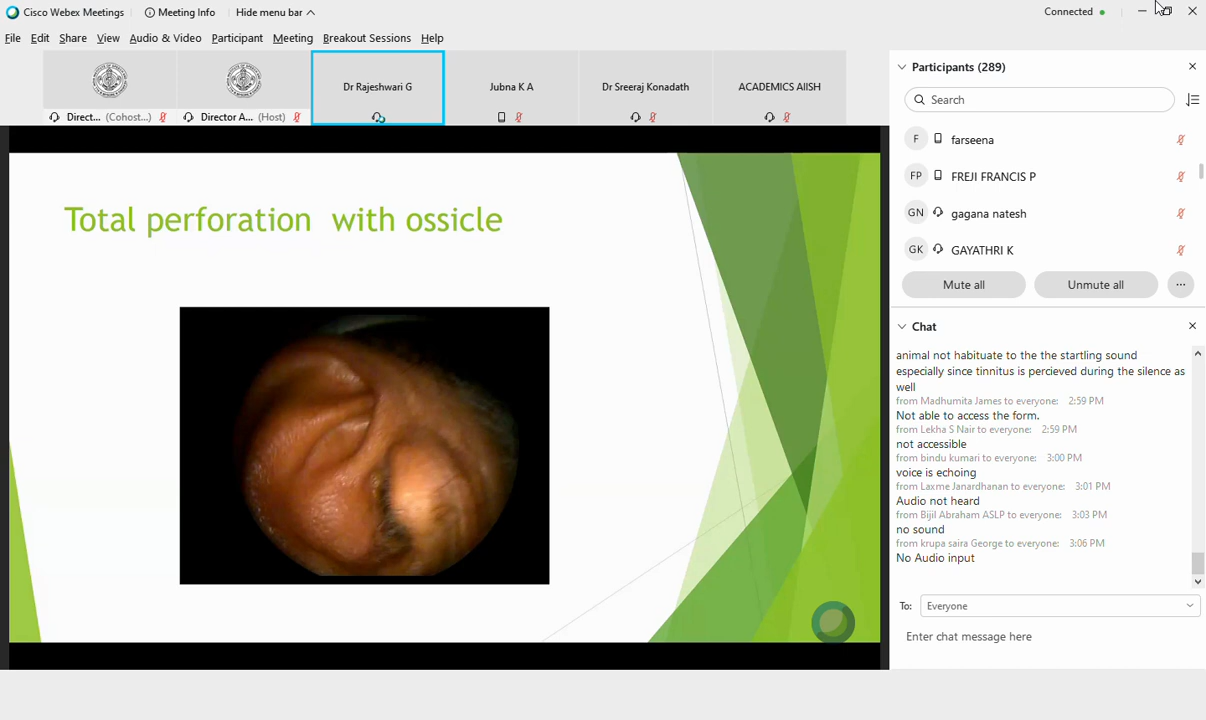 Cisco Webex Meetings
Meeting Info
Hide menu bar
Connected
File Edit Share View Audio & Video Participant Meeting Breakout Sessions Help
Direct... (Cohost...)
Director A... (Host)
Dr Rajeshwari G
Jubna K A
Dr Sreeraj Konadath
ACADEMICS AIISH
Total perforation with ossicle
Participants (289)
Search
F farseena
FP FREJI FRANCIS P
GN gagana natesh
GK GAYATHRI K
Mute all
Unmute all
...
Chat
animal not habituate to the the startling sound
especially since tinnitus is percieved during the silence as
well
from Madhumita James to everyone: 2:59 PM
Not able to access the form.
from Lekha S Nair to everyone: 2:59 PM
not accessible
from bindu kumari to everyone: 3:00 PM
voice is echoing
from Laxme Janardhanan to everyone: 3:01 PM
Audio not heard
from Bijil Abraham ASLP to everyone: 3:03 PM
no sound
from krupa saira George to everyone: 3:06 PM
No Audio input
To: Everyone
Enter chat message here